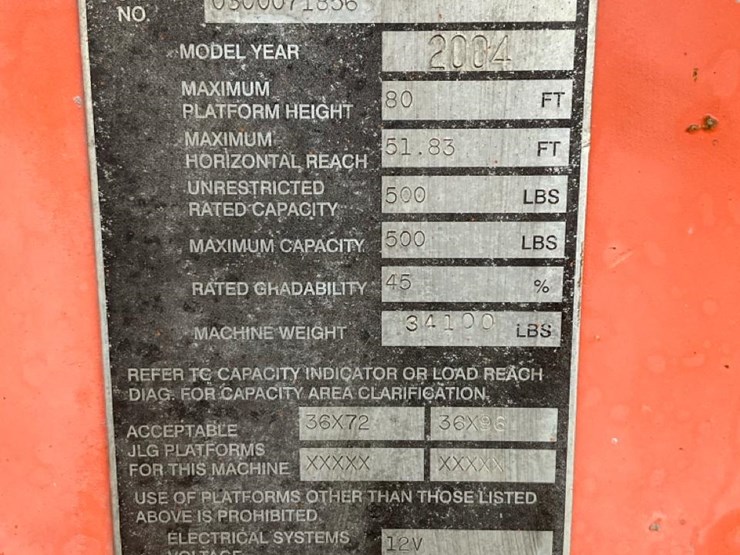 NO. 0300071856
MODEL YEAR 2004
MAXIMUM
PLATFORM HEIGHT 80 FT
MAXIMUM
HORIZONTAL REACH 51.83 FT
UNRESTRICTED
RATED CAPACITY 500 LBS
MAXIMUM CAPACITY 500 LBS
RATED GRADABILITY 45 %
MACHINE WEIGHT 34100 LBS
REFER TO CAPACITY INDICATOR OR LOAD REACH
DIAG. FOR CAPACITY AREA CLARIFICATION.
ACCEPTABLE 36X72 36X96
JLG PLATFORMS
FOR THIS MACHINE XXXXX XXXXX
USE OF PLATFORMS OTHER THAN THOSE LISTED
ABOVE IS PROHIBITED
ELECTRICAL SYSTEMS 12V
VOLTAGE